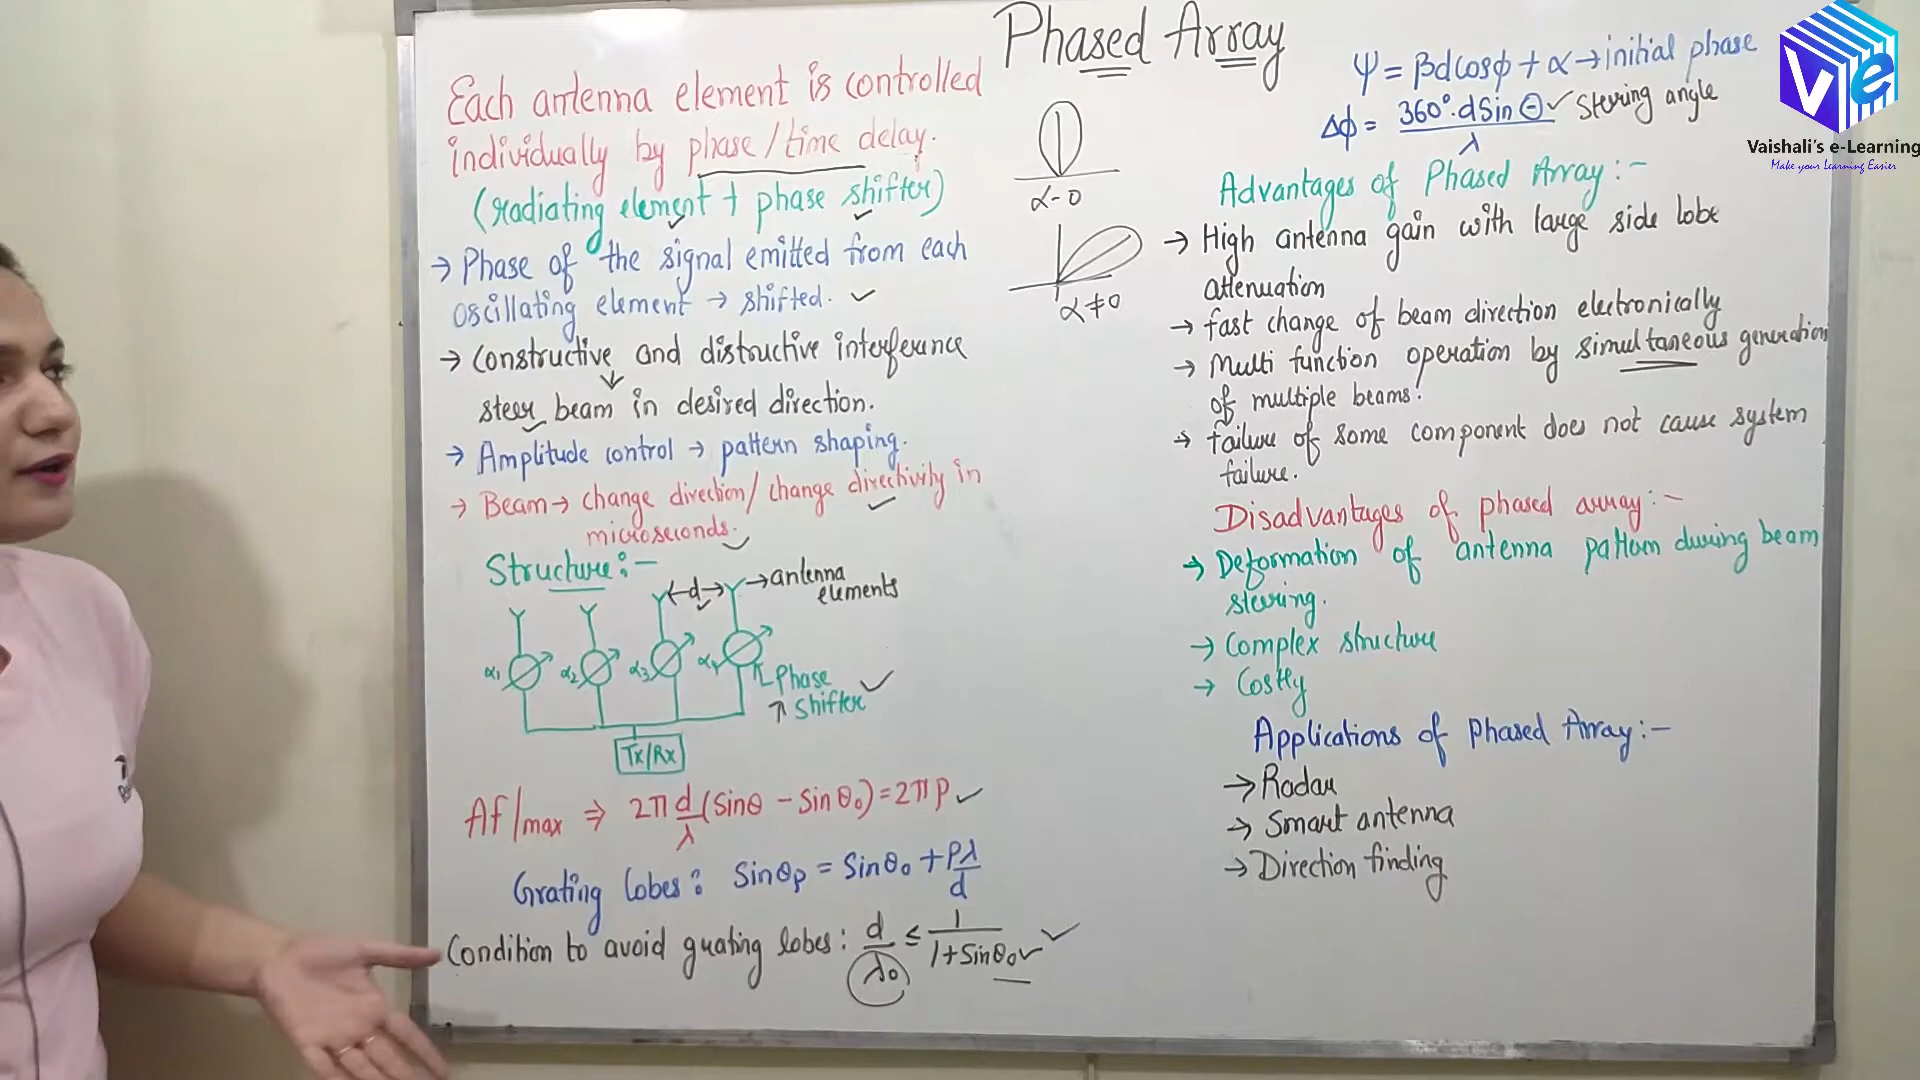 Phased Array
Each antenna element is controlled
individually by phase/time delay.
(radiating element + phase shifter)
→ Phase of the signal emitted from each
oscillating element → shifted. ✓
→ Constructive and distructive interference
↓
steer beam in desired direction.
→ Amplitude control → pattern shaping.
→ Beam → change direction/change directivity in
microseconds.
Structure:-
←d→ → antenna
elements
α₁ α₂ α₃ α₄
Phase
↑ Shifter ✓
Tx/Rx
Af/max ⇒ 2π d/λ (Sinθ - Sinθ₀) = 2πP ✓
Grating Lobes: Sinθp = Sinθ₀ + Pλ/d
Condition to avoid grating lobes: d/λ₀ ≤ 1/(1+Sinθ₀) ✓
α-0
α≠0
Ψ = βdcosφ + α → initial phase
Δφ = 360°.dSinΘ/λ ✓ Stering angle
Advantages of Phased Array:-
→ High antenna gain with large side lobe
attenuation
→ fast change of beam direction electronically
→ Multi function operation by simultaneous generation
of multiple beams.
→ failure of some component does not cause system
failure.
Disadvantages of phased array:-
→ Deformation of antenna pattern during beam
steering.
→ Complex structure
→ Costly
Applications of Phased Array:-
→ Radar
→ Smart antenna
→ Direction finding
Ve
Vaishali's e-Learning
Make your Learning Easier